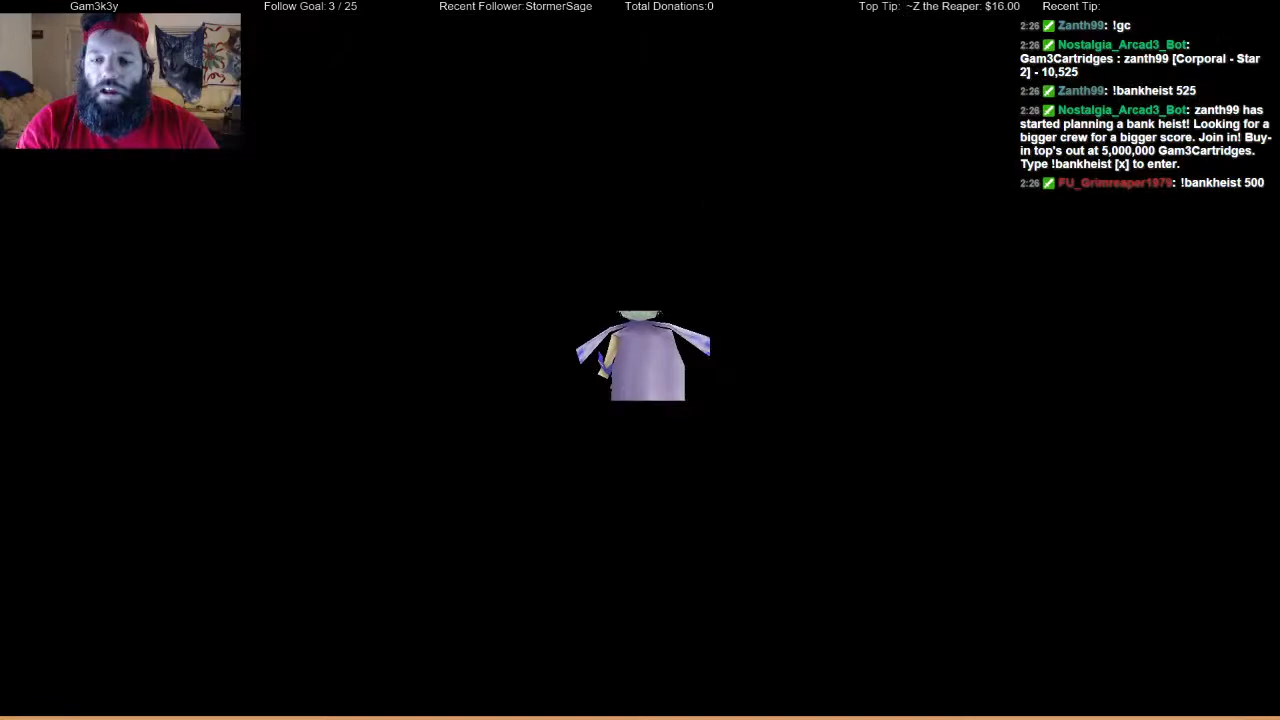 Gam3k3y
Follow Goal: 3 / 25
Recent Follower:StormerSage
Total Donations:0
Top Tip: ~Z the Reaper: $16.00
Recent Tip:
2:26 Zanth99: !gc
2:26 Nostalgia_Arcad3_Bot:
Gam3Cartridges : zanth99 [Corporal - Star
2] - 10,525
2:26 Zanth99: !bankheist 525
2:26 Nostalgia_Arcad3_Bot: zanth99 has
started planning a bank heist! Looking for a
bigger crew for a bigger score. Join in! Buy-
in top's out at 5,000,000 Gam3Cartridges.
Type !bankheist [x] to enter.
2:26 FU_Grimreaper1979: !bankheist 500